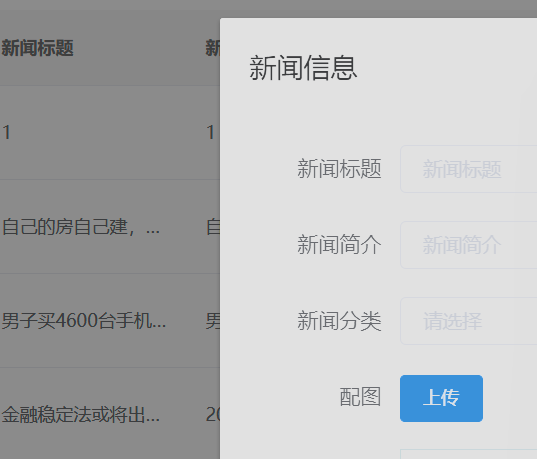 新闻标题
新
新闻信息
1
1
新闻标题
新闻标题
自己的房自己建，...
自
新闻简介
新闻简介
男子买4600台手机...
男
新闻分类
请选择
配图
上传
金融稳定法或将出...
20